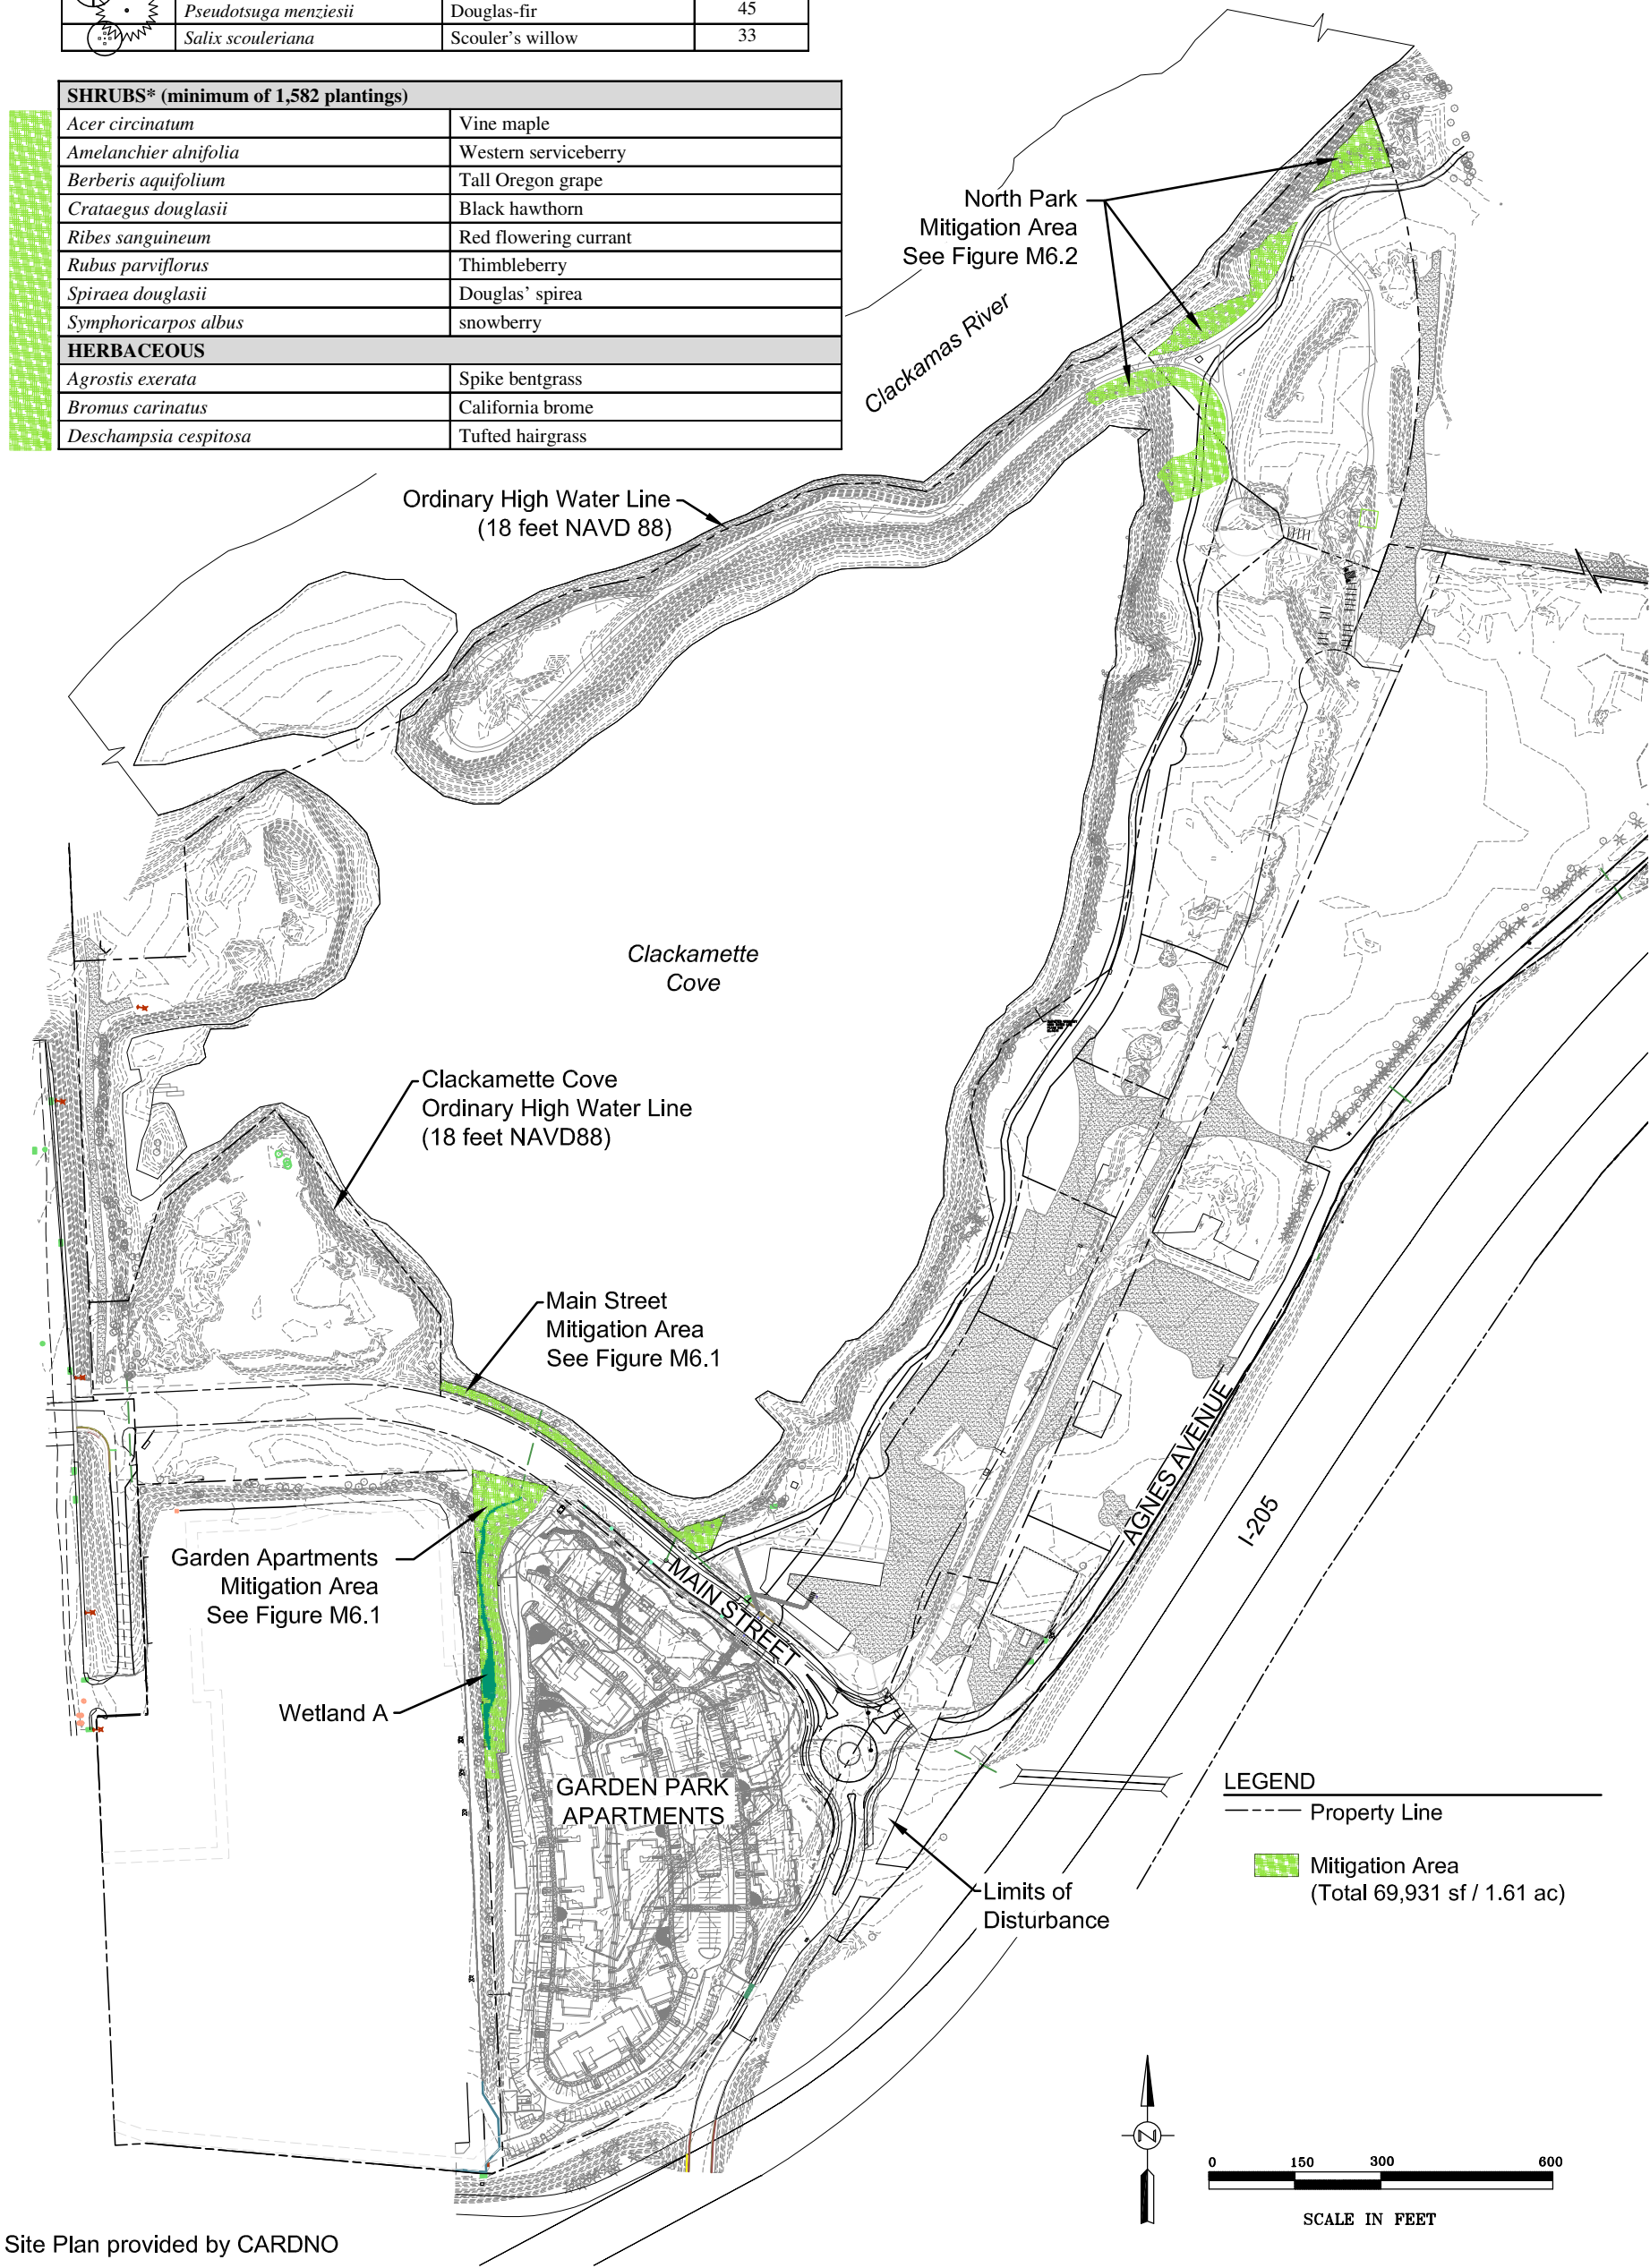 Pseudotsuga menziesii Douglas-fir 45
Salix scouleriana Scouler's willow 33
SHRUBS* (minimum of 1,582 plantings)
Acer circinatum Vine maple
Amelanchier alnifolia Western serviceberry
Berberis aquifolium Tall Oregon grape
Crataegus douglasii Black hawthorn
Ribes sanguineum Red flowering currant
Rubus parviflorus Thimbleberry
Spiraea douglasii Douglas' spirea
Symphoricarpos albus snowberry
HERBACEOUS
Agrostis exerata Spike bentgrass
Bromus carinatus California brome
Deschampsia cespitosa Tufted hairgrass
North Park
Mitigation Area
See Figure M6.2
Clackamas River
Ordinary High Water Line
(18 feet NAVD 88)
Clackamette
Cove
Clackamette Cove
Ordinary High Water Line
(18 feet NAVD88)
Main Street
Mitigation Area
See Figure M6.1
AGNES AVENUE
I-205
Garden Apartments
Mitigation Area
See Figure M6.1
MAIN STREET
Wetland A
GARDEN PARK
APARTMENTS
LEGEND
Property Line
Mitigation Area
(Total 69,931 sf / 1.61 ac)
Limits of
Disturbance
N
0 150 300 600
SCALE IN FEET
Site Plan provided by CARDNO